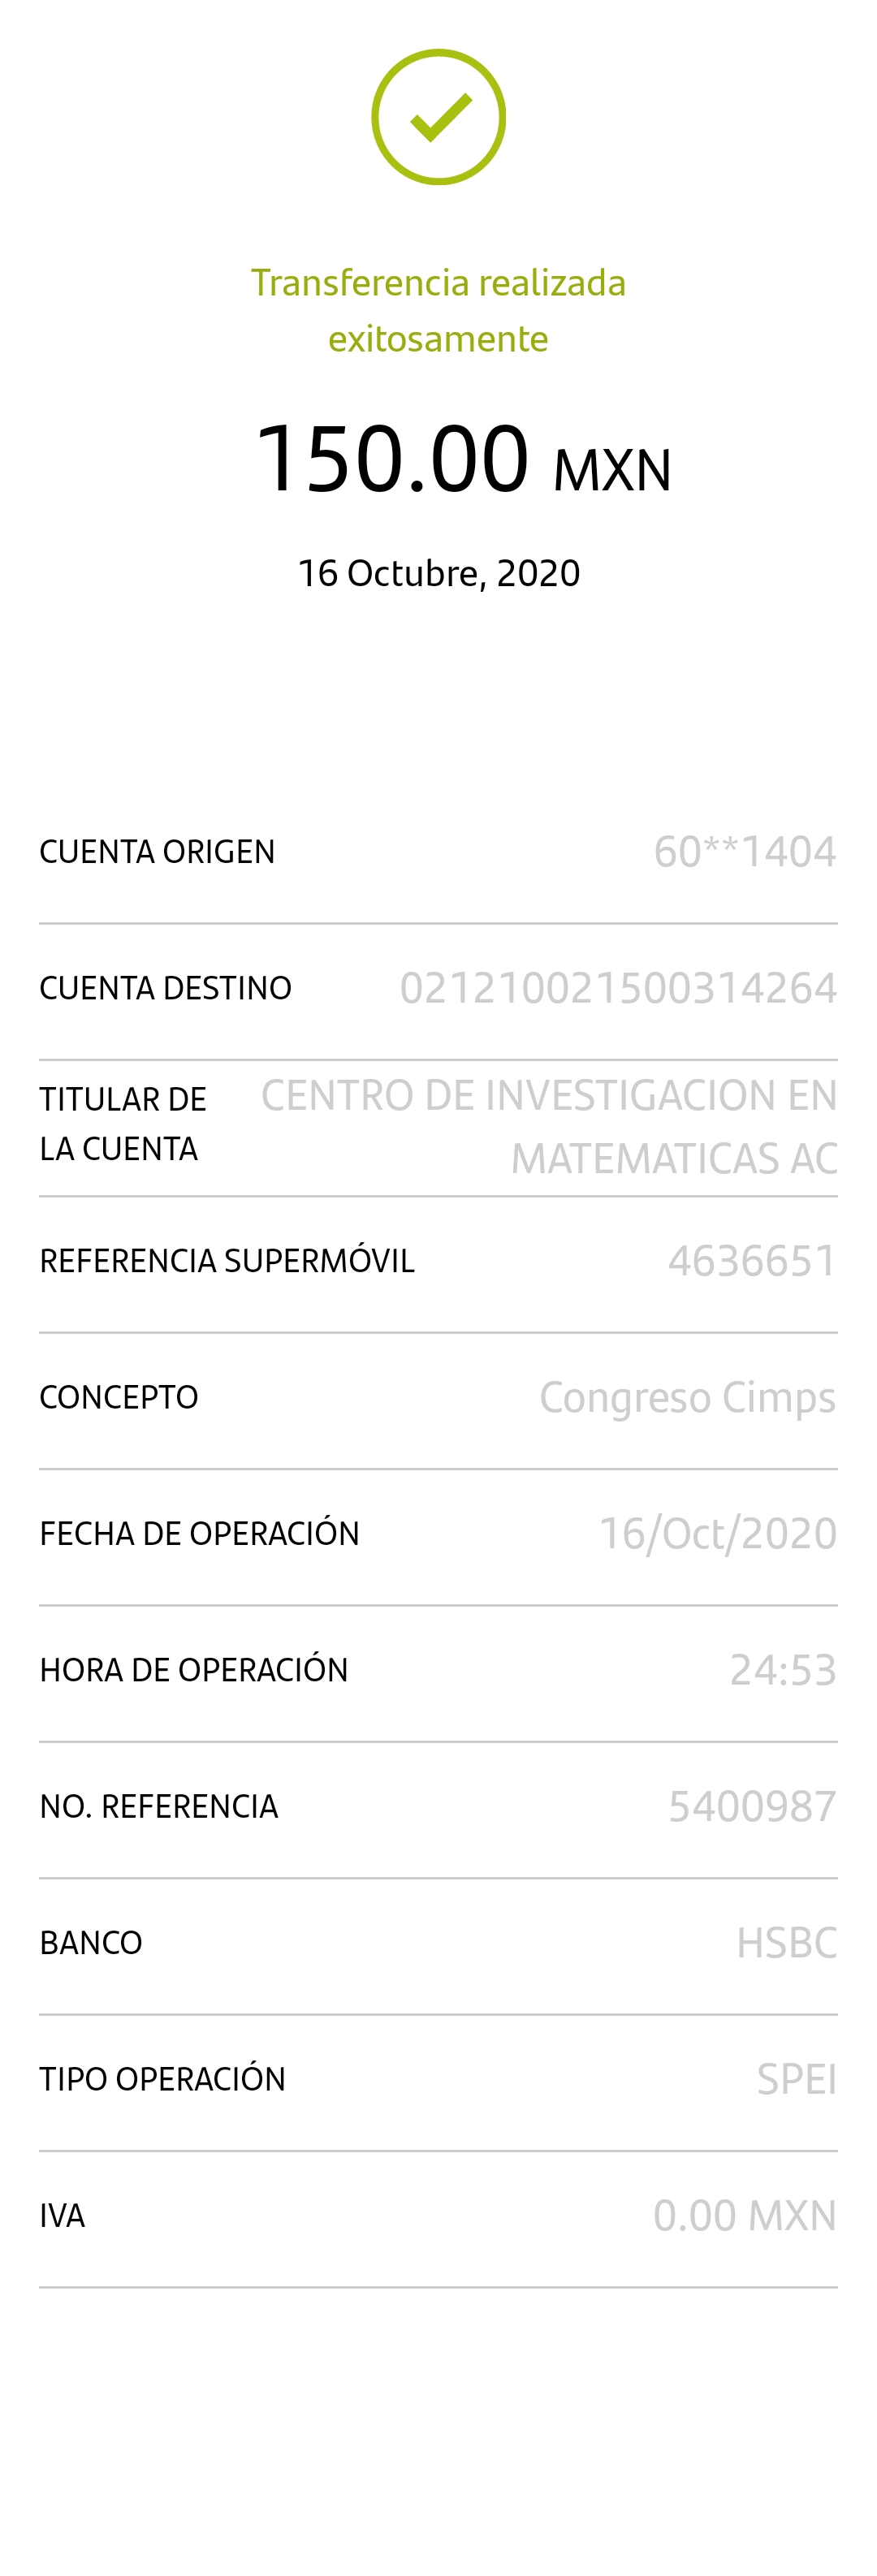 Transferencia realizada
exitosamente
150.00 MXN
16 Octubre, 2020
CUENTA ORIGEN 60**1404
CUENTA DESTINO 021210021500314264
TITULAR DE LA CUENTA CENTRO DE INVESTIGACION EN
MATEMATICAS AC
REFERENCIA SUPERMÓVIL 4636651
CONCEPTO Congreso Cimps
FECHA DE OPERACIÓN 16/Oct/2020
HORA DE OPERACIÓN 24:53
NO. REFERENCIA 5400987
BANCO HSBC
TIPO OPERACIÓN SPEI
IVA 0.00 MXN